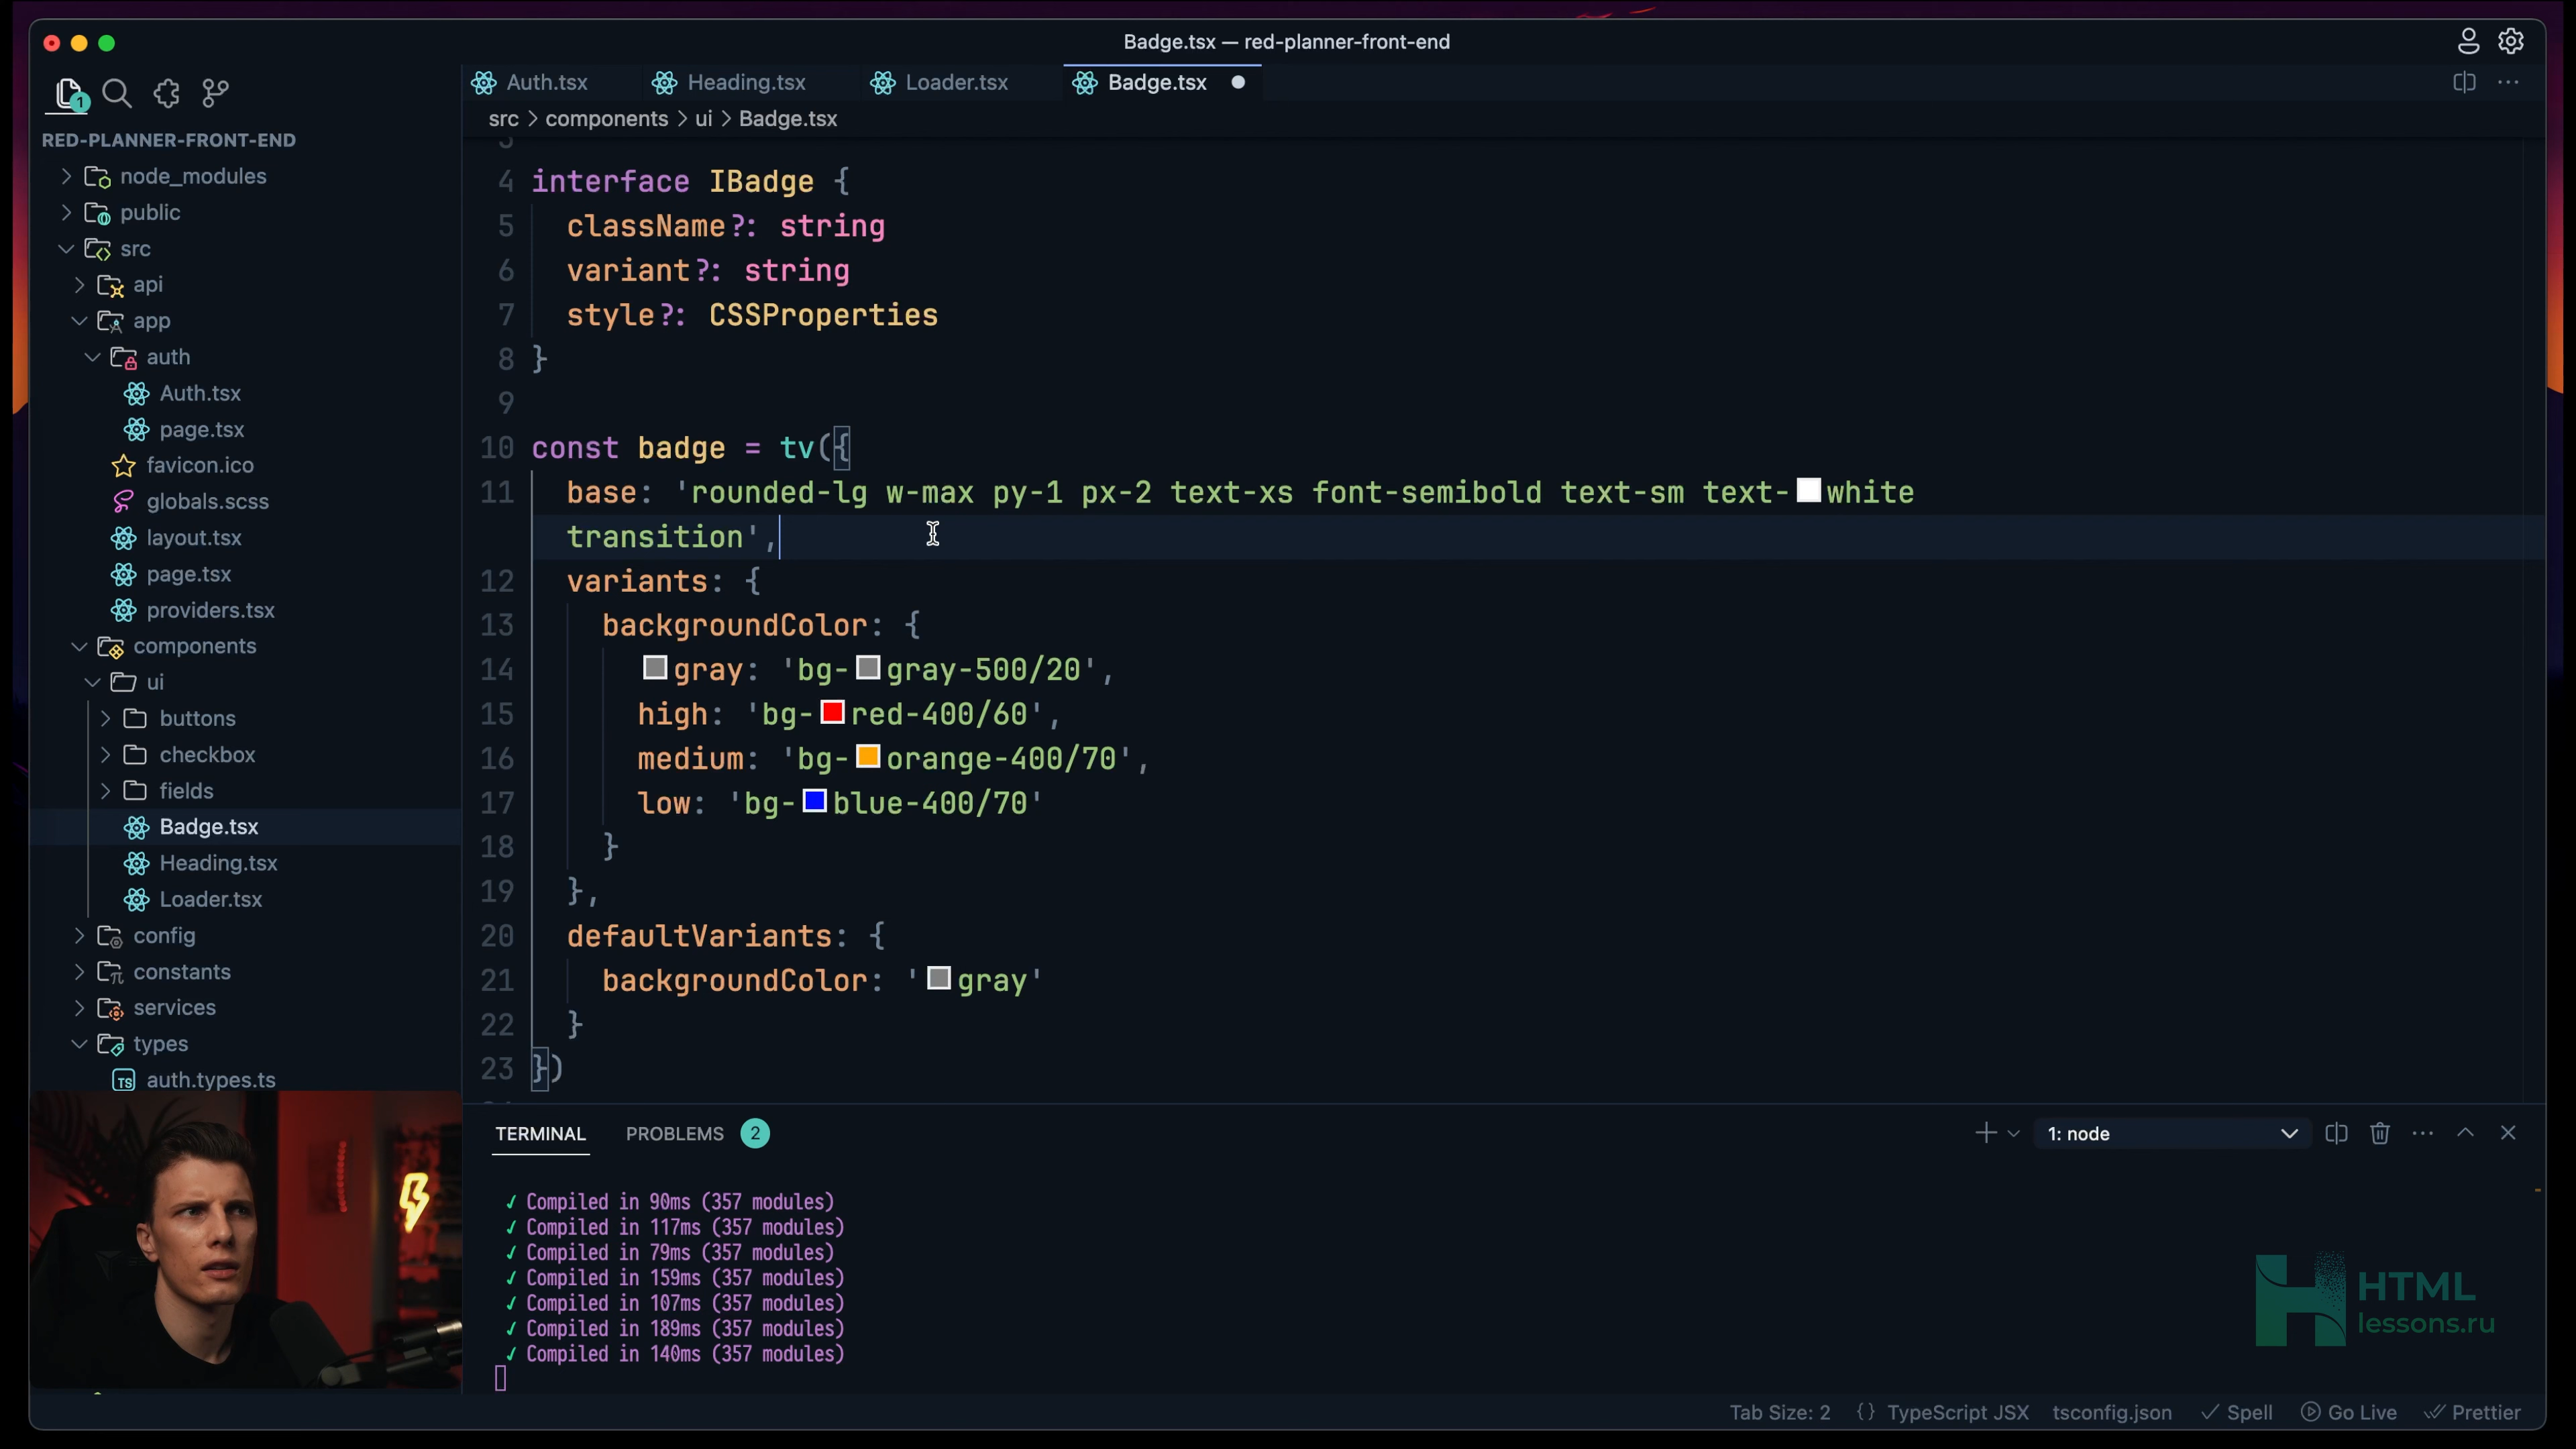 Badge.tsx — red-planner-front-end
1
RED-PLANNER-FRONT-END
node_modules
public
src
api
app
auth
Auth.tsx
page.tsx
favicon.ico
globals.scss
layout.tsx
page.tsx
providers.tsx
components
ui
buttons
checkbox
fields
Badge.tsx
Heading.tsx
Loader.tsx
config
constants
services
types
TS auth.types.ts
Auth.tsx Heading.tsx Loader.tsx Badge.tsx
src > components > ui > Badge.tsx
4 interface IBadge {
5 className?: string
6 variant?: string
7 style?: CSSProperties
8 }
9
10 const badge = tv({
11 base: 'rounded-lg w-max py-1 px-2 text-xs font-semibold text-sm text-white
transition',
12 variants: {
13 backgroundColor: {
14 gray: 'bg-gray-500/20',
15 high: 'bg-red-400/60',
16 medium: 'bg-orange-400/70',
17 low: 'bg-blue-400/70'
18 }
19 },
20 defaultVariants: {
21 backgroundColor: 'gray'
22 }
23 })
TERMINAL PROBLEMS 2
1: node
✓ Compiled in 90ms (357 modules)
✓ Compiled in 117ms (357 modules)
✓ Compiled in 79ms (357 modules)
✓ Compiled in 159ms (357 modules)
✓ Compiled in 107ms (357 modules)
✓ Compiled in 189ms (357 modules)
✓ Compiled in 140ms (357 modules)
HTML
lessons.ru
Tab Size: 2 {} TypeScript JSX tsconfig.json ✓ Spell Go Live Prettier